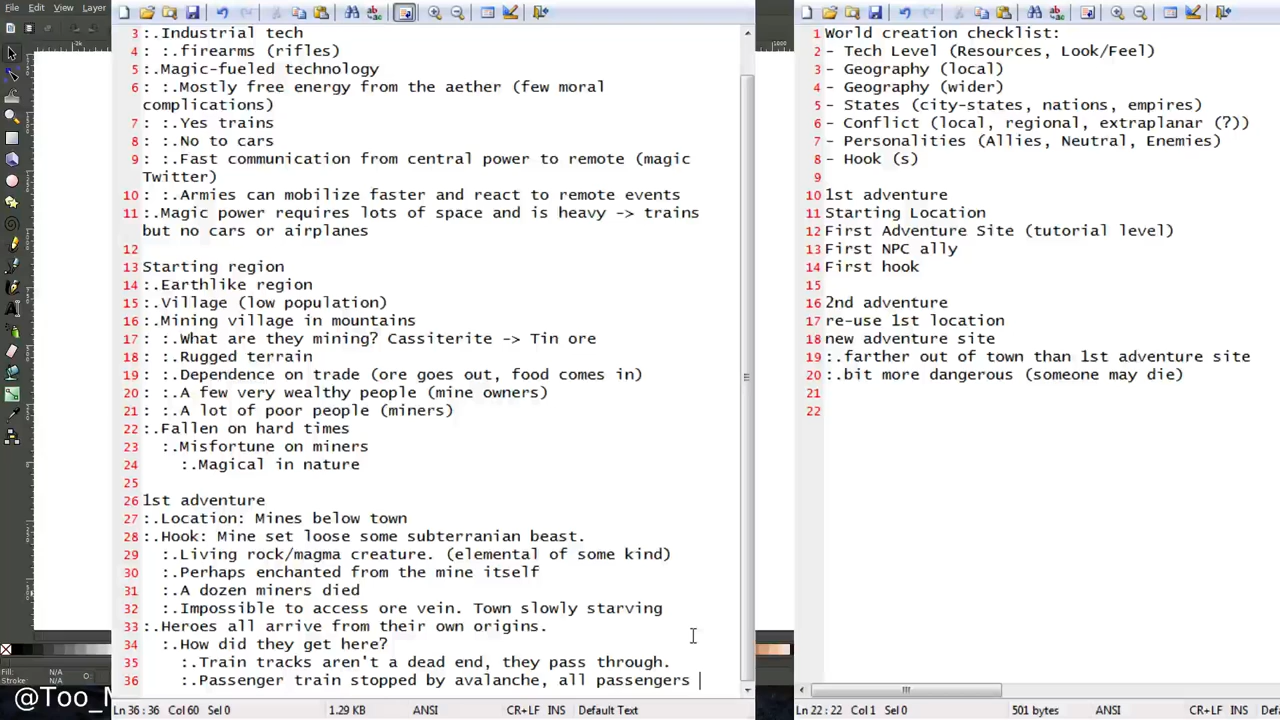 File Edit View Layer
3 :.Industrial tech
4 : :.firearms (rifles)
5 :.Magic-fueled technology
6 : :.Mostly free energy from the aether (few moral
complications)
7 : :.Yes trains
8 : :.No to cars
9 : :.Fast communication from central power to remote (magic
Twitter)
10 : :.Armies can mobilize faster and react to remote events
11 :.Magic power requires lots of space and is heavy -> trains
but no cars or airplanes
12
13 Starting region
14 :.Earthlike region
15 :.Village (low population)
16 :.Mining village in mountains
17 : :.What are they mining? Cassiterite -> Tin ore
18 : :.Rugged terrain
19 : :.Dependence on trade (ore goes out, food comes in)
20 : :.A few very wealthy people (mine owners)
21 : :.A lot of poor people (miners)
22 :.Fallen on hard times
23 :.Misfortune on miners
24 :.Magical in nature
25
26 1st adventure
27 :.Location: Mines below town
28 :.Hook: Mine set loose some subterranian beast.
29 :.Living rock/magma creature. (elemental of some kind)
30 :.Perhaps enchanted from the mine itself
31 :.A dozen miners died
32 :.Impossible to access ore vein. Town slowly starving
33 :.Heroes all arrive from their own origins.
34 :.How did they get here?
35 :.Train tracks aren't a dead end, they pass through.
36 :.Passenger train stopped by avalanche, all passengers
Ln 36 : 36 Col 60 Sel 0 1.29 KB ANSI CR+LF INS Default Text
1 World creation checklist:
2 - Tech Level (Resources, Look/Feel)
3 - Geography (local)
4 - Geography (wider)
5 - States (city-states, nations, empires)
6 - Conflict (local, regional, extraplanar (?))
7 - Personalities (Allies, Neutral, Enemies)
8 - Hook (s)
9
10 1st adventure
11 Starting Location
12 First Adventure Site (tutorial level)
13 First NPC ally
14 First hook
15
16 2nd adventure
17 re-use 1st location
18 new adventure site
19 :.farther out of town than 1st adventure site
20 :.bit more dangerous (someone may die)
21
22
Ln 22 : 22 Col 1 Sel 0 501 bytes ANSI CR+LF INS Default Text
Fill: N/A
Stroke: N/A
@Too_M